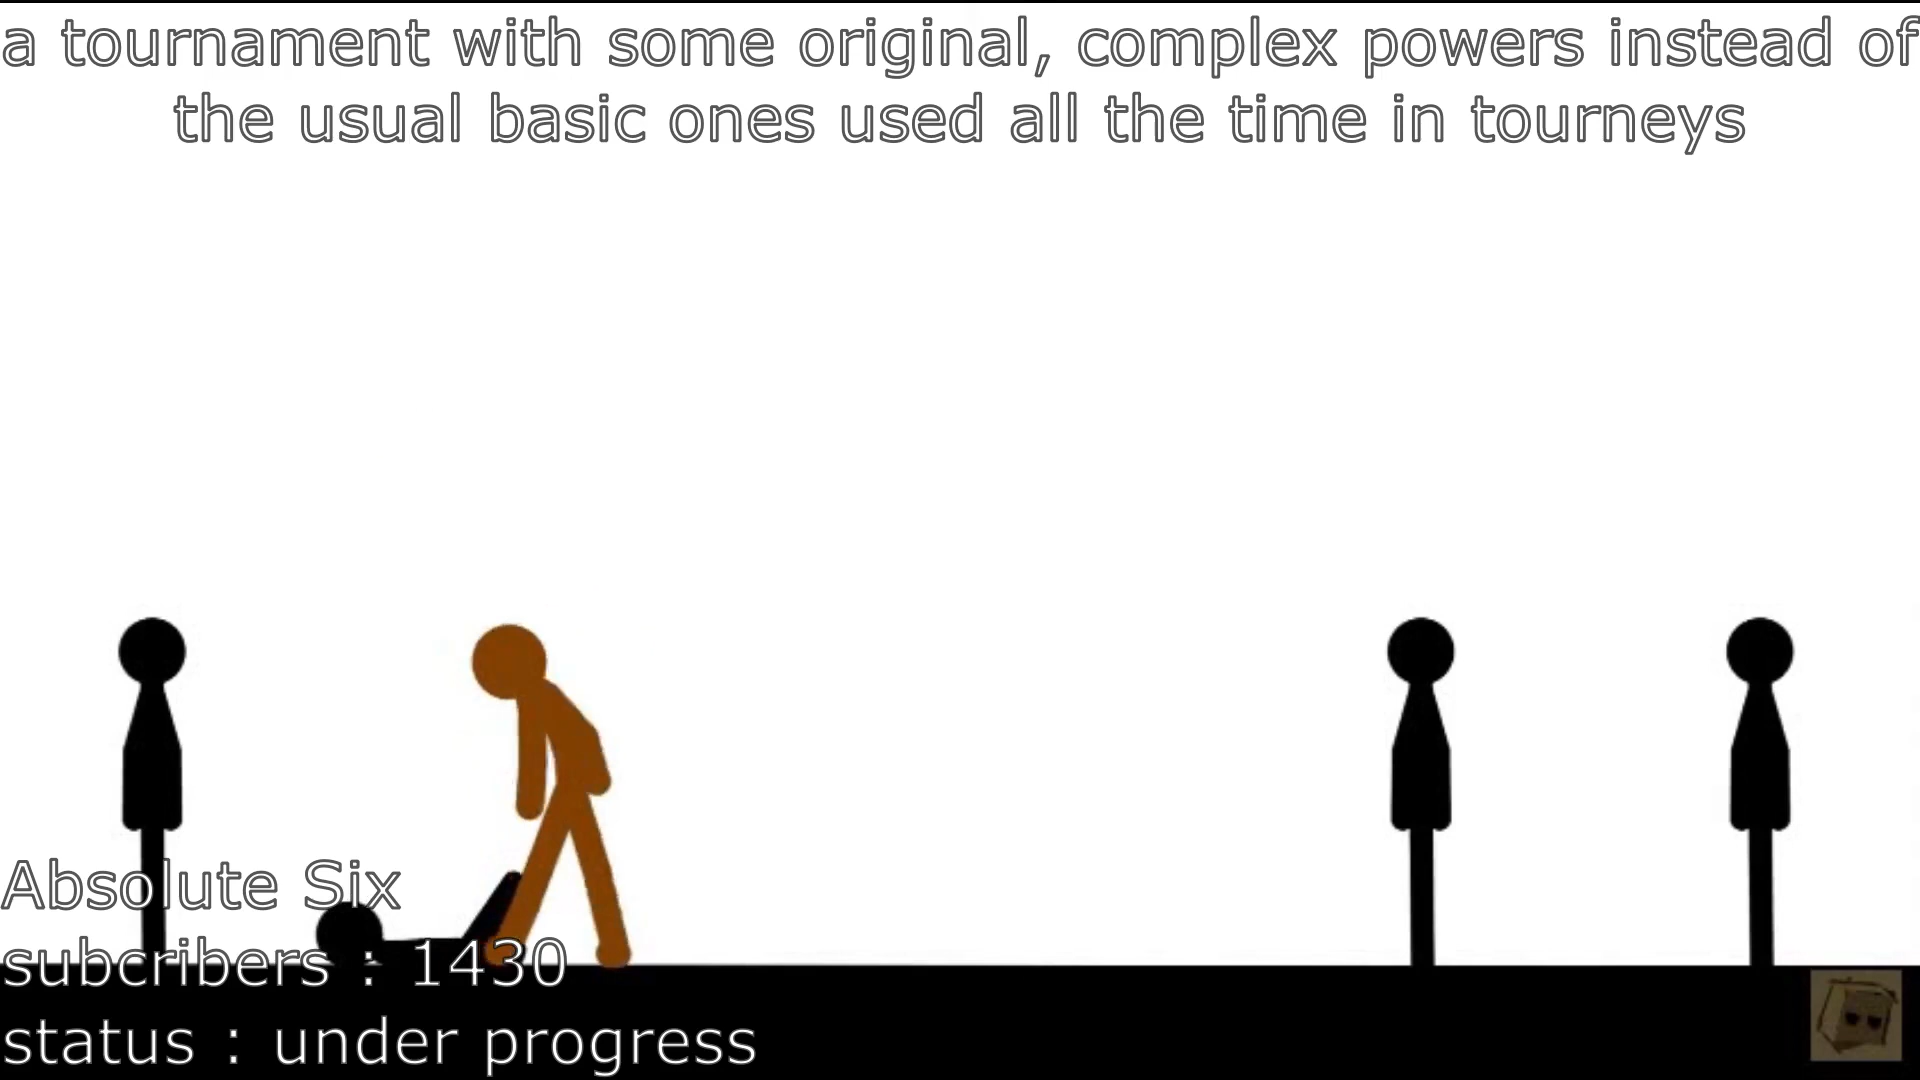 a tournament with some original, complex powers instead of
the usual basic ones used all the time in tourneys
Absolute Six
subcribers : 1430
status : under progress